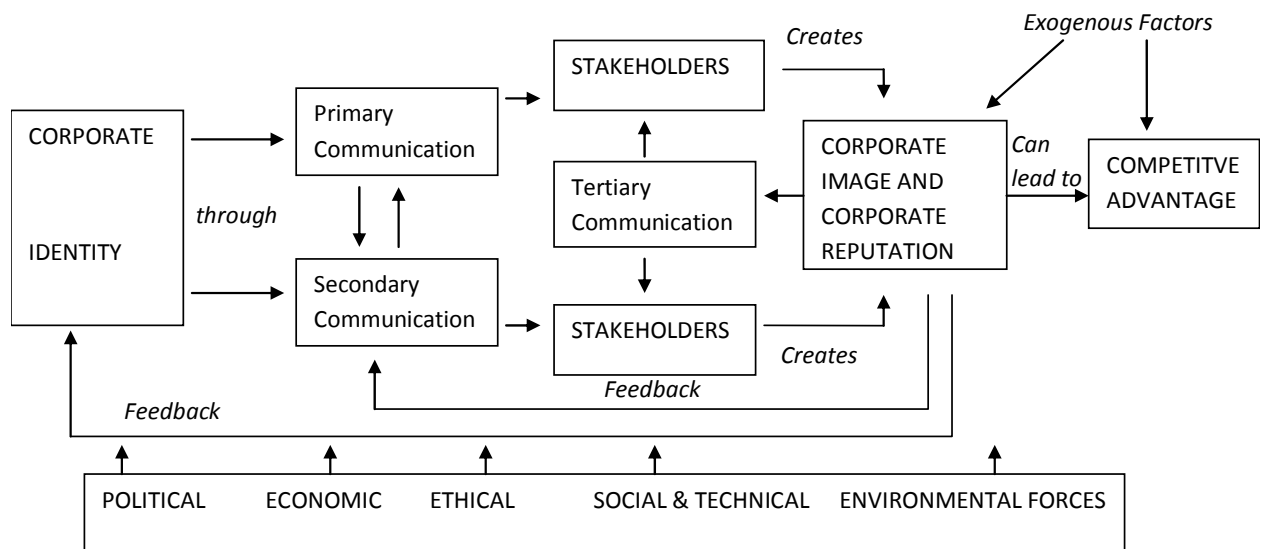 Creates
Exogenous Factors
STAKEHOLDERS
Primary
Communication
CORPORATE
IDENTITY
through
Tertiary
Communication
CORPORATE
IMAGE AND
CORPORATE
REPUTATION
Can
lead to
COMPETITVE
ADVANTAGE
Secondary
Communication
STAKEHOLDERS
Creates
Feedback
Feedback
POLITICAL ECONOMIC ETHICAL SOCIAL & TECHNICAL ENVIRONMENTAL FORCES